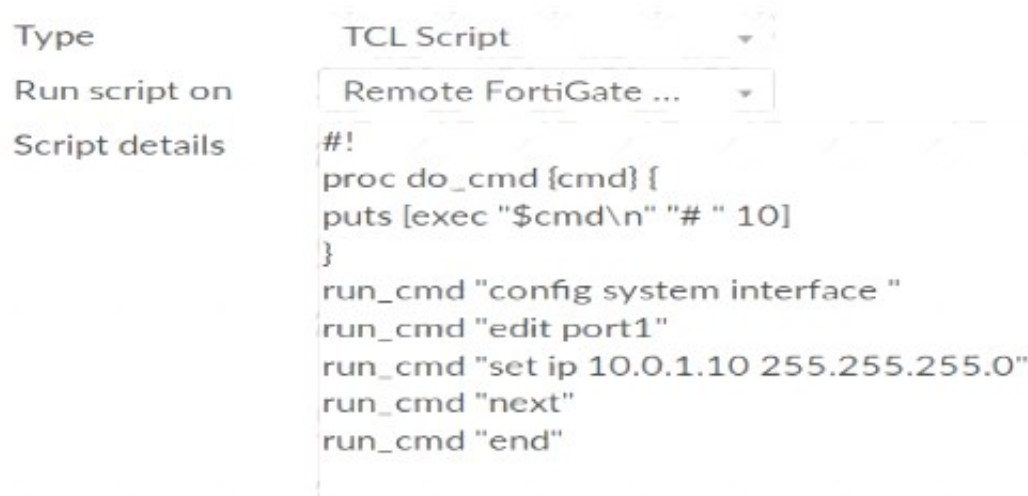 Type TCL Script
Run script on Remote FortiGate ...
Script details #!
proc do_cmd {cmd} {
puts [exec "$cmd\n" "# " 10]
}
run_cmd "config system interface "
run_cmd "edit port1"
run_cmd "set ip 10.0.1.10 255.255.255.0"
run_cmd "next"
run_cmd "end"